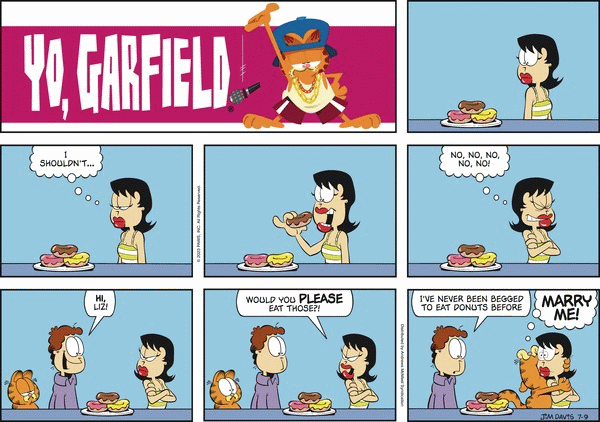 YO, GARFIELD
I
SHOULDN'T...
© 2023 PAWS, INC. All Rights Reserved.
NO, NO, NO,
NO, NO!
HI,
LIZ!
WOULD YOU PLEASE
EAT THOSE?!
Distributed by Andrews McMeel Syndication
I'VE NEVER BEEN BEGGED
TO EAT DONUTS BEFORE
MARRY
ME!
JIM DAVIS 7-9